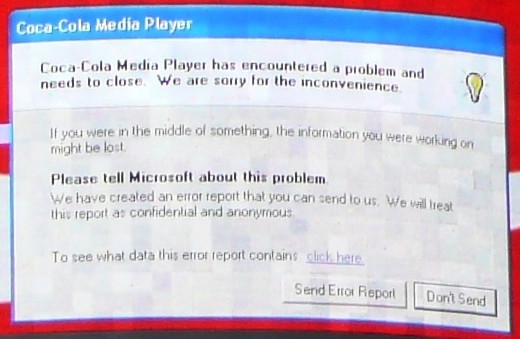 Coca-Cola Media Player
Coca-Cola Media Player has encountered a problem and
needs to close. We are sorry for the inconvenience.
If you were in the middle of something, the information you were working on
might be lost.
Please tell Microsoft about this problem.
We have created an error report that you can send to us. We will treat
this report as confidential and anonymous.
To see what data this error report contains, click here.
Send Error Report
Don't Send